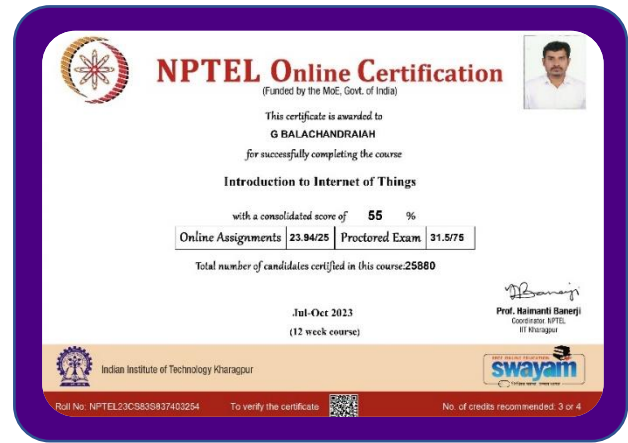 NPTEL Online Certification
(Funded by the MoE, Govt. of India)
This certificate is awarded to
G BALACHANDRAIAH
for successfully completing the course
Introduction to Internet of Things
with a consolidated score of 55 %
Online Assignments 23.94/25 Proctored Exam 31.5/75
Total number of candidates certified in this course:25880
Jul-Oct 2023
(12 week course)
Prof. Haimanti Banerji
Coordinator, NPTEL
IIT Kharagpur
Indian Institute of Technology Kharagpur
FREE ONLINE EDUCATION
swayam
Roll No: NPTEL23CS83S837403254
To verify the certificate
No. of credits recommended: 3 or 4